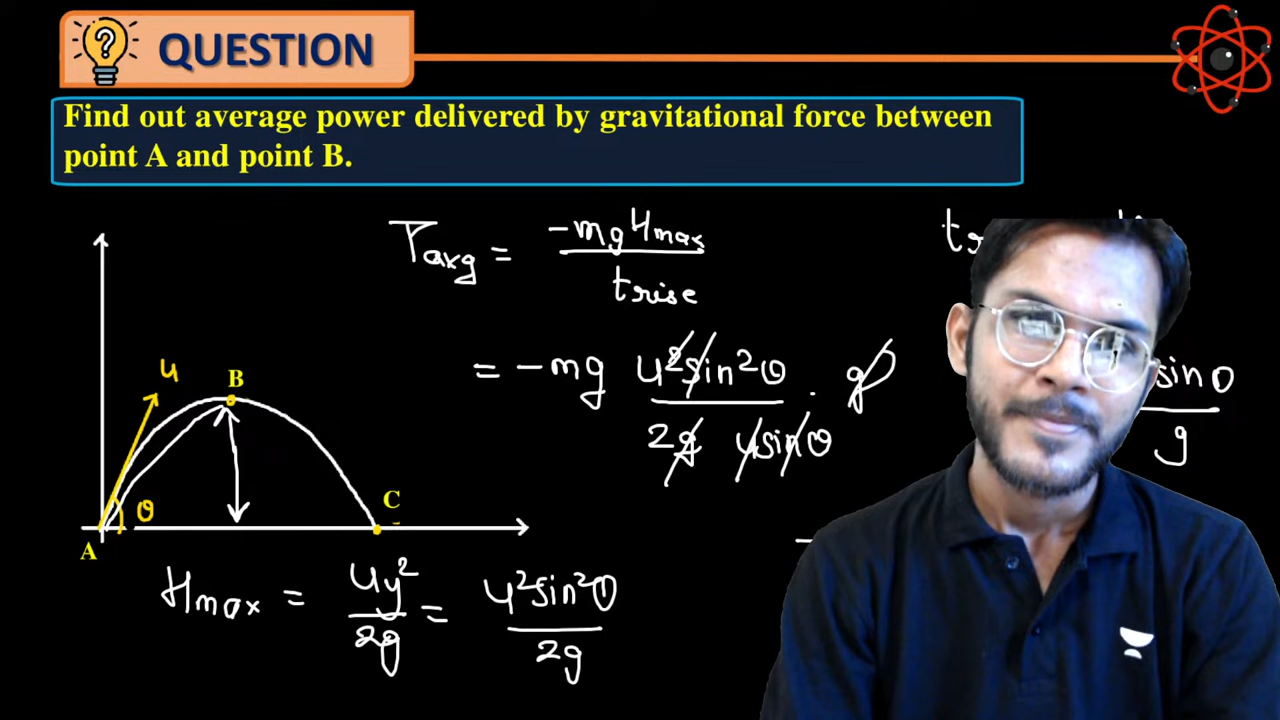 QUESTION
Find out average power delivered by gravitational force between
point A and point B.
Pavg = -mgHmax / trise
= -mg u²sin²θ / 2g usinθ . g
sinθ / g
u
B
θ
C
A
Hmax = uy² / 2g = u²sin²θ / 2g